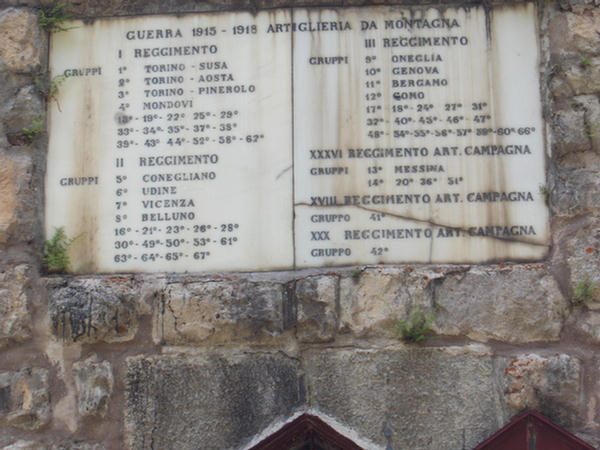 GUERRA 1915 - 1918 ARTIGLIERIA DA MONTAGNA
I REGGIMENTO
GRUPPI 1° TORINO - SUSA
2° TORINO - AOSTA
3° TORINO - PINEROLO
4° MONDOVI
18°- 19°- 22° 25°- 29°
33°- 34°- 35°- 37°- 38°
39°- 43° 44° 52°- 58°- 62°
II REGGIMENTO
GRUPPI 5° CONEGLIANO
6° UDINE
7° VICENZA
8° BELLUNO
16°- 21°- 23°- 26°- 28°
30°- 49°- 50°- 53°- 61°
63°- 64°- 65°- 67°
III REGGIMENTO
GRUPPI 9° ONEGLIA
10° GENOVA
11° BERGAMO
12° COMO
17° 18°- 24° 27° 31°
32°- 40°- 45°- 46°- 47°
48°- 54°- 55°- 56°- 57° 59°- 60°- 66°
XXXVI REGGIMENTO ART. CAMPAGNA
GRUPPI 13° MESSINA
14° 20° 36° 51°
XVIII REGGIMENTO ART. CAMPAGNA
GRUPPO 41°
XXX REGGIMENTO ART. CAMPAGNA
GRUPPO 42°